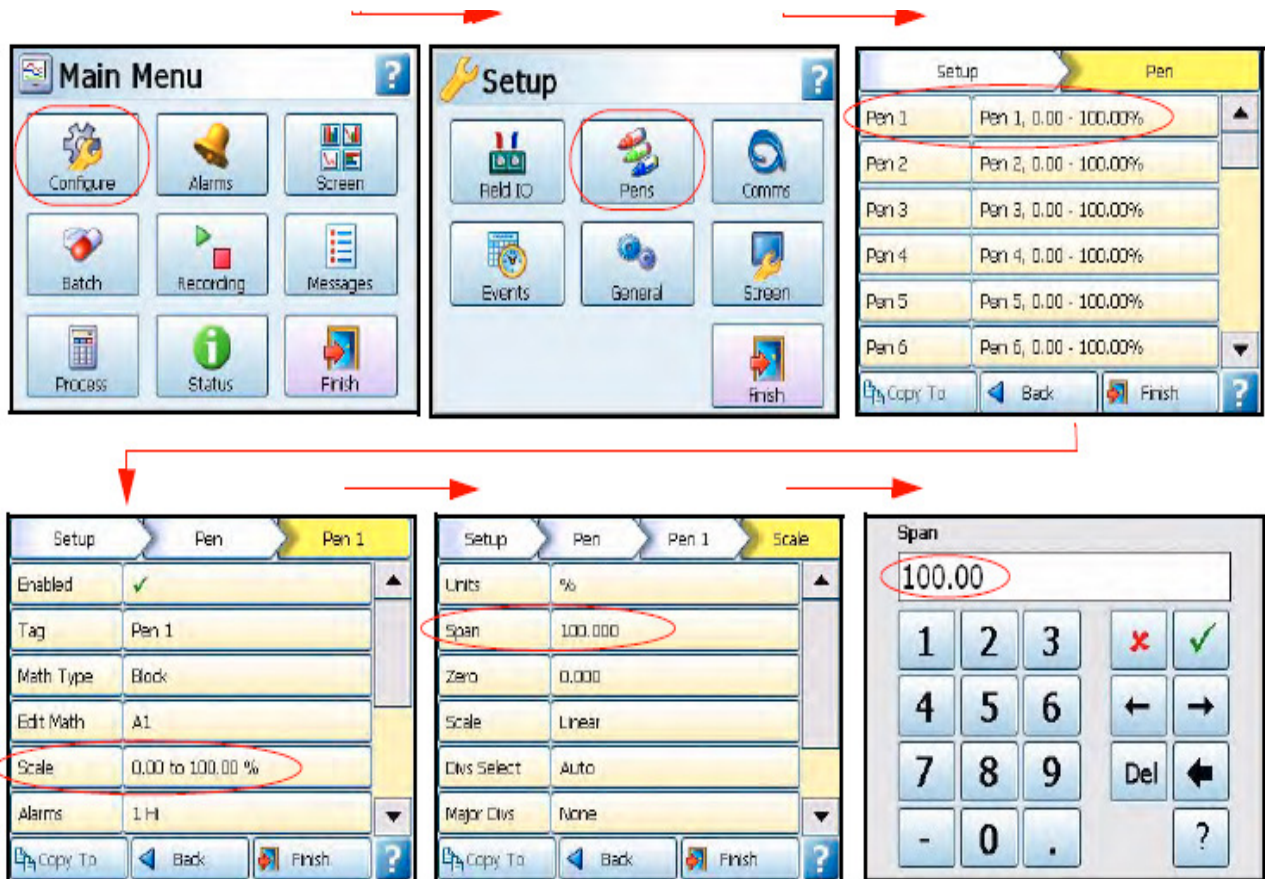 Main Menu ?
Configure Alarms Screen
Batch Recording Messages
Process Status Finish
Setup ?
Field IO Pens Comms
Events General Screen
Finish
Setup Pen
Pen 1 Pen 1, 0.00 - 100.00%
Pen 2 Pen 2, 0.00 - 100.00%
Pen 3 Pen 3, 0.00 - 100.00%
Pen 4 Pen 4, 0.00 - 100.00%
Pen 5 Pen 5, 0.00 - 100.00%
Pen 6 Pen 6, 0.00 - 100.00%
Copy To Back Finish ?
Setup Pen Pen 1
Enabled ✓
Tag Pen 1
Math Type Block
Edit Math A1
Scale 0.00 to 100.00 %
Alarms 1 Hi
Copy To Back Finish ?
Setup Pen Pen 1 Scale
Units %
Span 100.000
Zero 0.000
Scale Linear
Divs Select Auto
Major Divs None
Copy To Back Finish ?
Span
100.00
1 2 3
4 5 6
7 8 9 Del
- 0 . ?